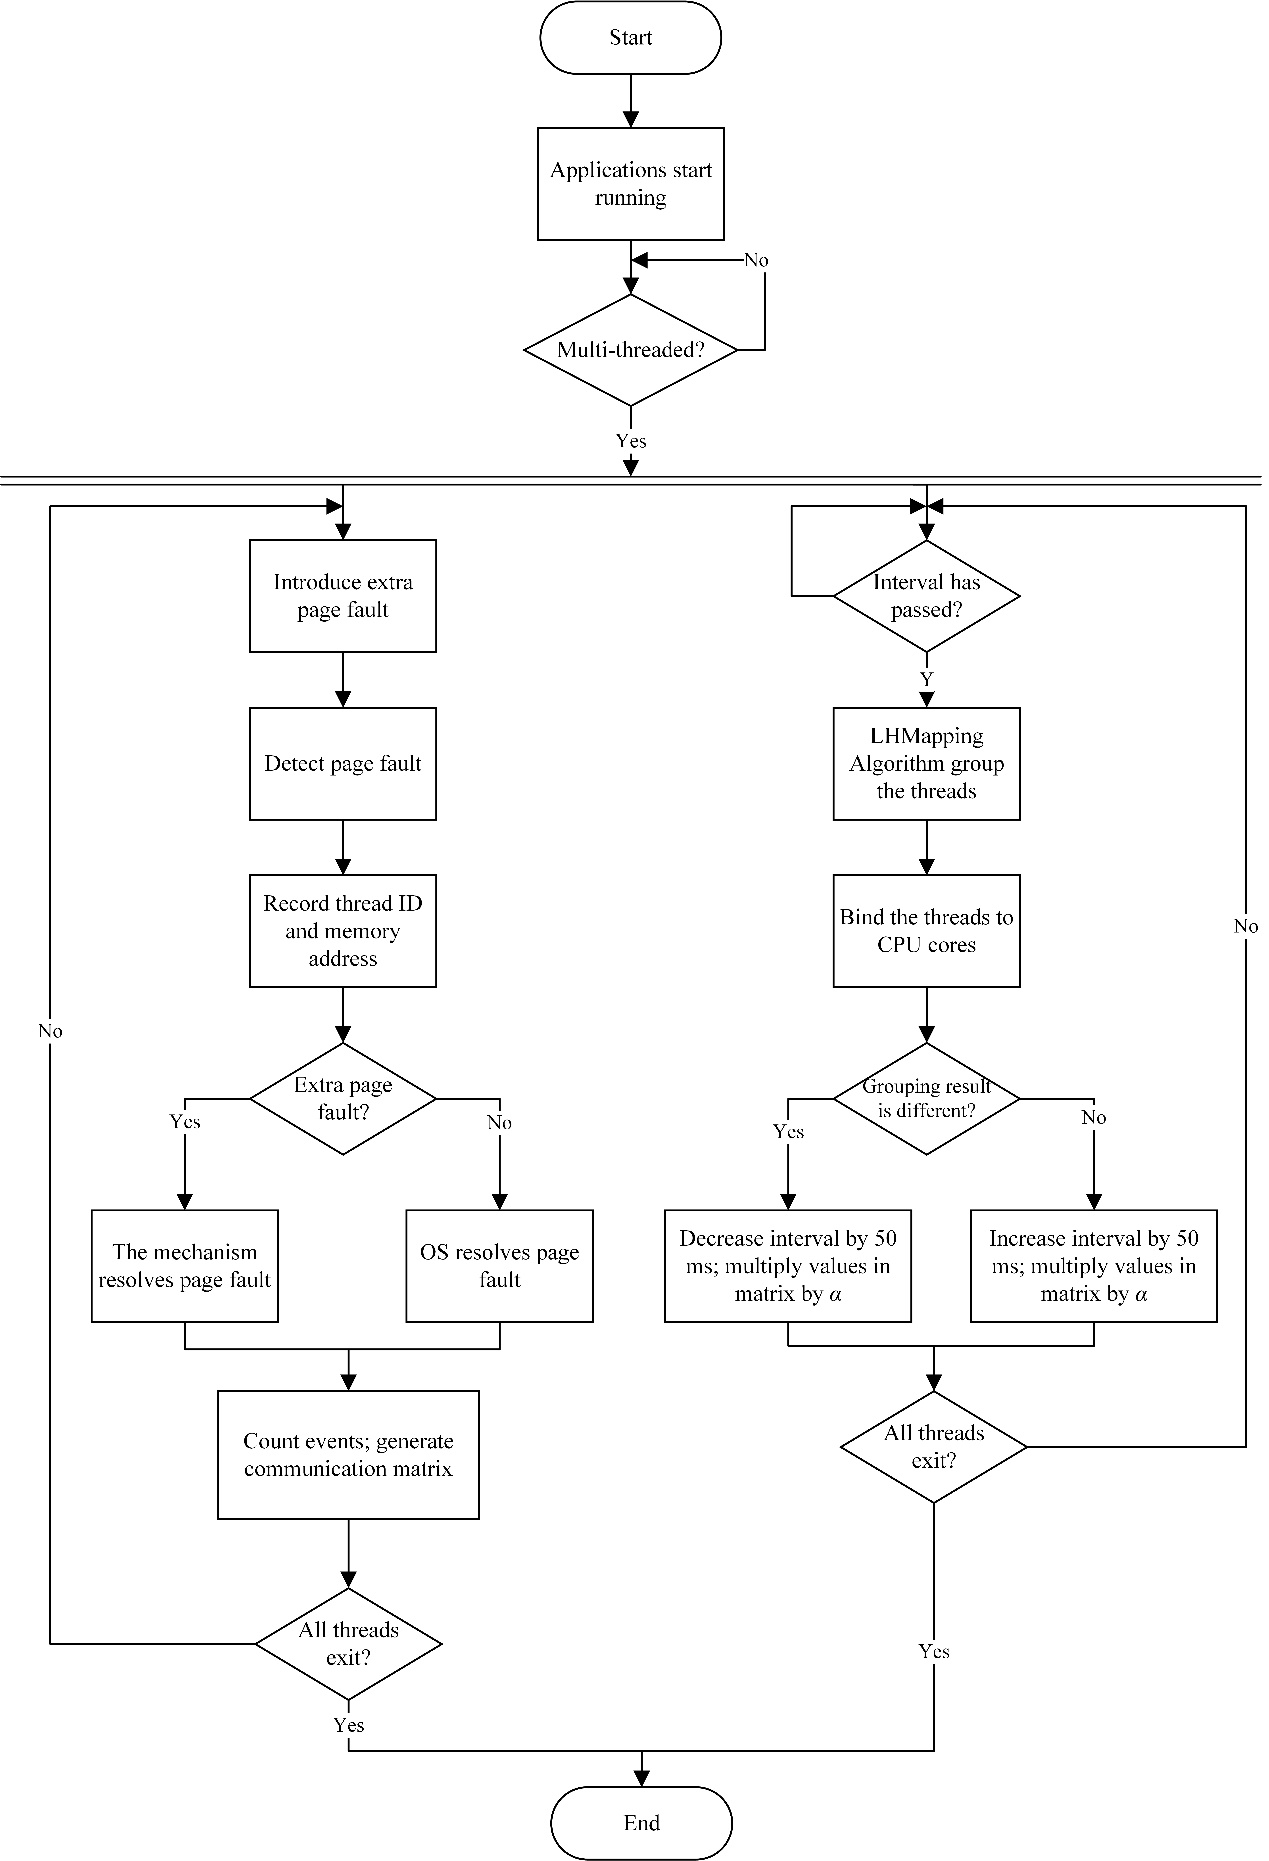 Start
Applications start
running
No
Multi-threaded?
Yes
Introduce extra
page fault
Detect page fault
Record thread ID
and memory
address
No
Extra page
fault?
Yes
No
The mechanism
resolves page fault
OS resolves page
fault
Count events; generate
communication matrix
All threads
exit?
Yes
Interval has
passed?
Y
LHMapping
Algorithm group
the threads
Bind the threads to
CPU cores
No
Grouping result
is different?
Yes
No
Decrease interval by 50
ms; multiply values in
matrix by α
Increase interval by 50
ms; multiply values in
matrix by α
All threads
exit?
Yes
End